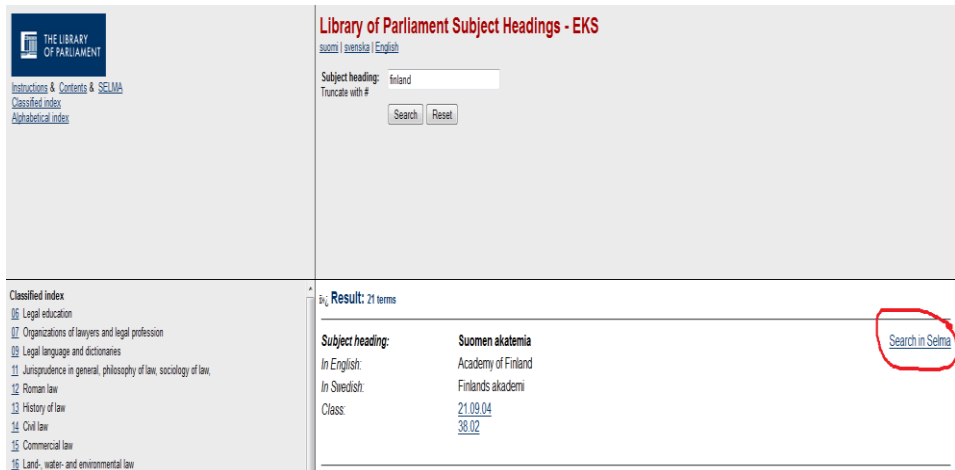 THE LIBRARY
OF PARLIAMENT
Instructions & Contents & SELMA
Classified index
Alphabetical index
Library of Parliament Subject Headings - EKS
suomi | svenska | English
Subject heading: finland
Truncate with #
Search Reset
Classified index
06 Legal education
07 Organizations of lawyers and legal profession
09 Legal language and dictionaries
11 Jurisprudence in general, philosophy of law, sociology of law,
12 Roman law
13 History of law
14 Civil law
15 Commercial law
16 Land-, water- and environmental law
Result: 21 terms
Subject heading: Suomen akatemia Search in Selma
In English: Academy of Finland
In Swedish: Finlands akademi
Class: 21.09.04
38.02